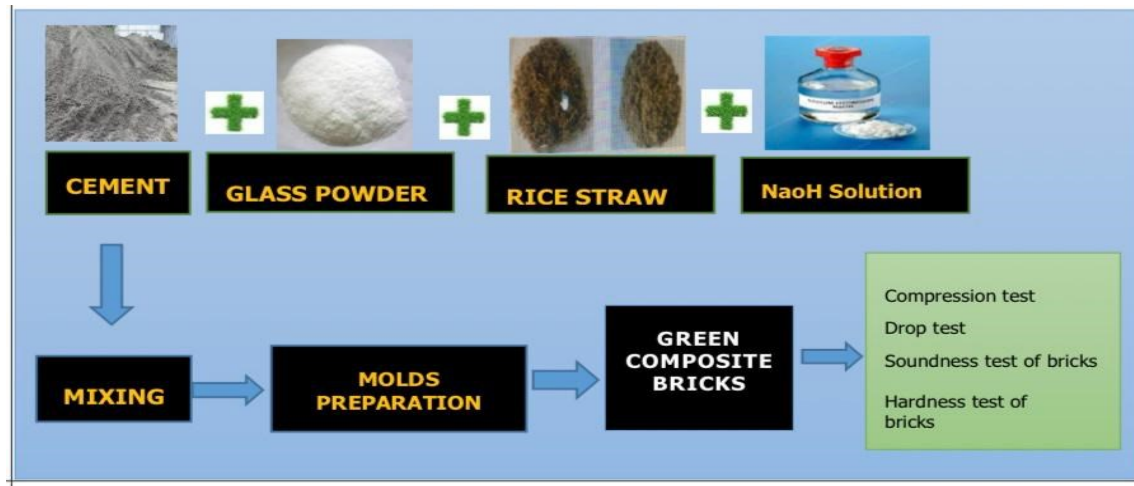 CEMENT
GLASS POWDER
RICE STRAW
NaoH Solution
MIXING
MOLDS
PREPARATION
GREEN
COMPOSITE
BRICKS
Compression test
Drop test
Soundness test of bricks
Hardness test of
bricks